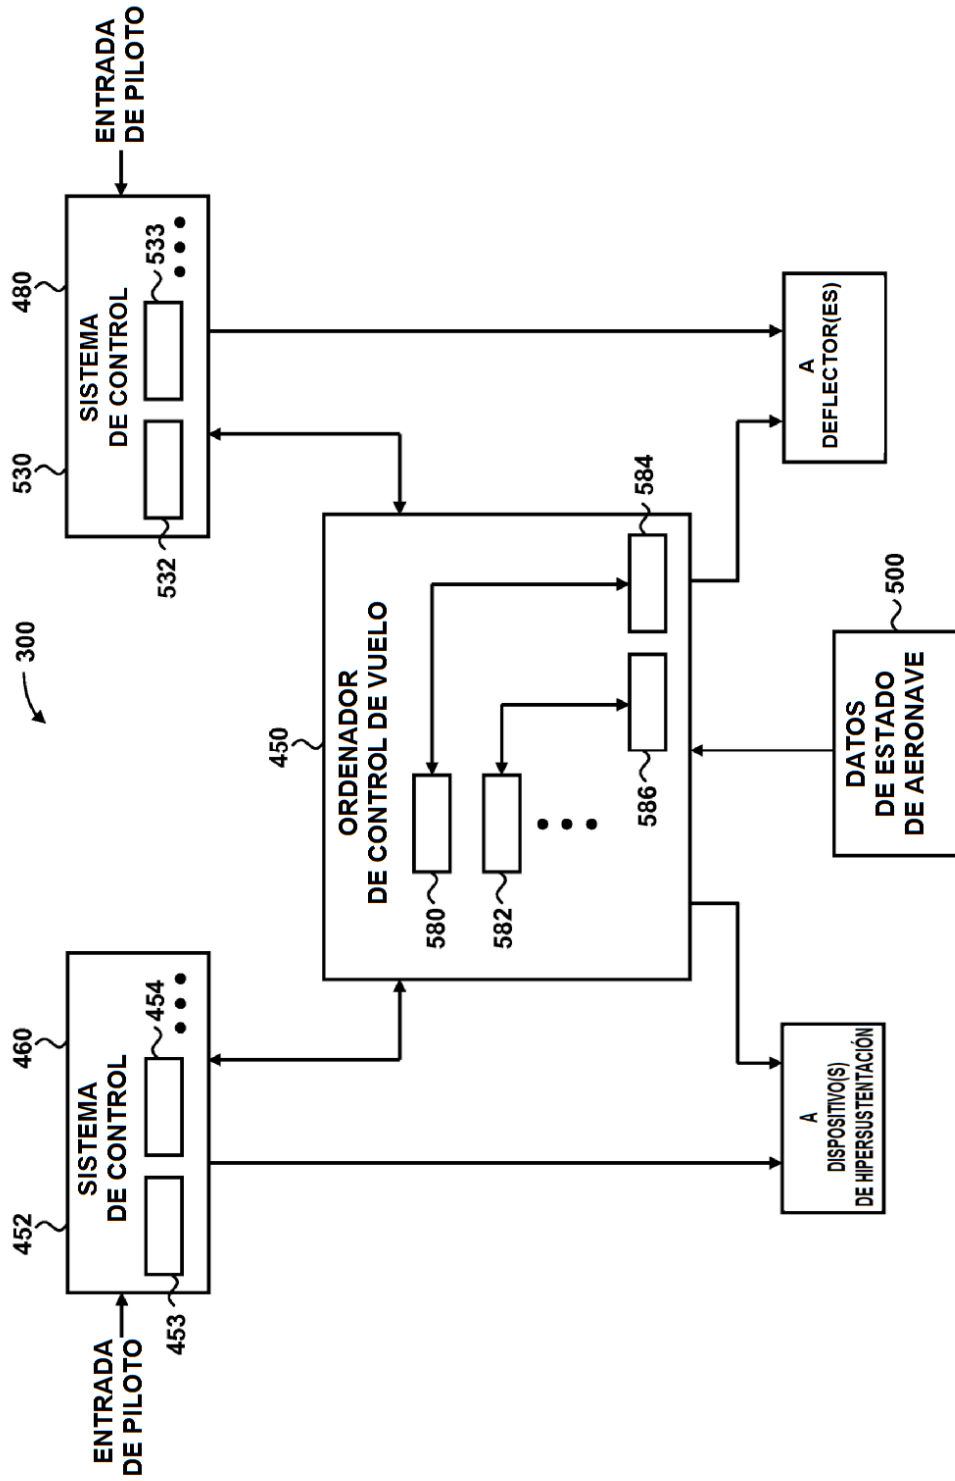 300
ENTRADA
DE PILOTO
452
460
SISTEMA
DE CONTROL
453
454
480
530
SISTEMA
DE CONTROL
532
533
ENTRADA
DE PILOTO
450
ORDENADOR
DE CONTROL DE VUELO
580
582
584
586
A
DISPOSITIVO(S)
DE HIPERSUSTENTACIÓN
DATOS
DE ESTADO
DE AERONAVE
500
A
DEFLECTOR(ES)